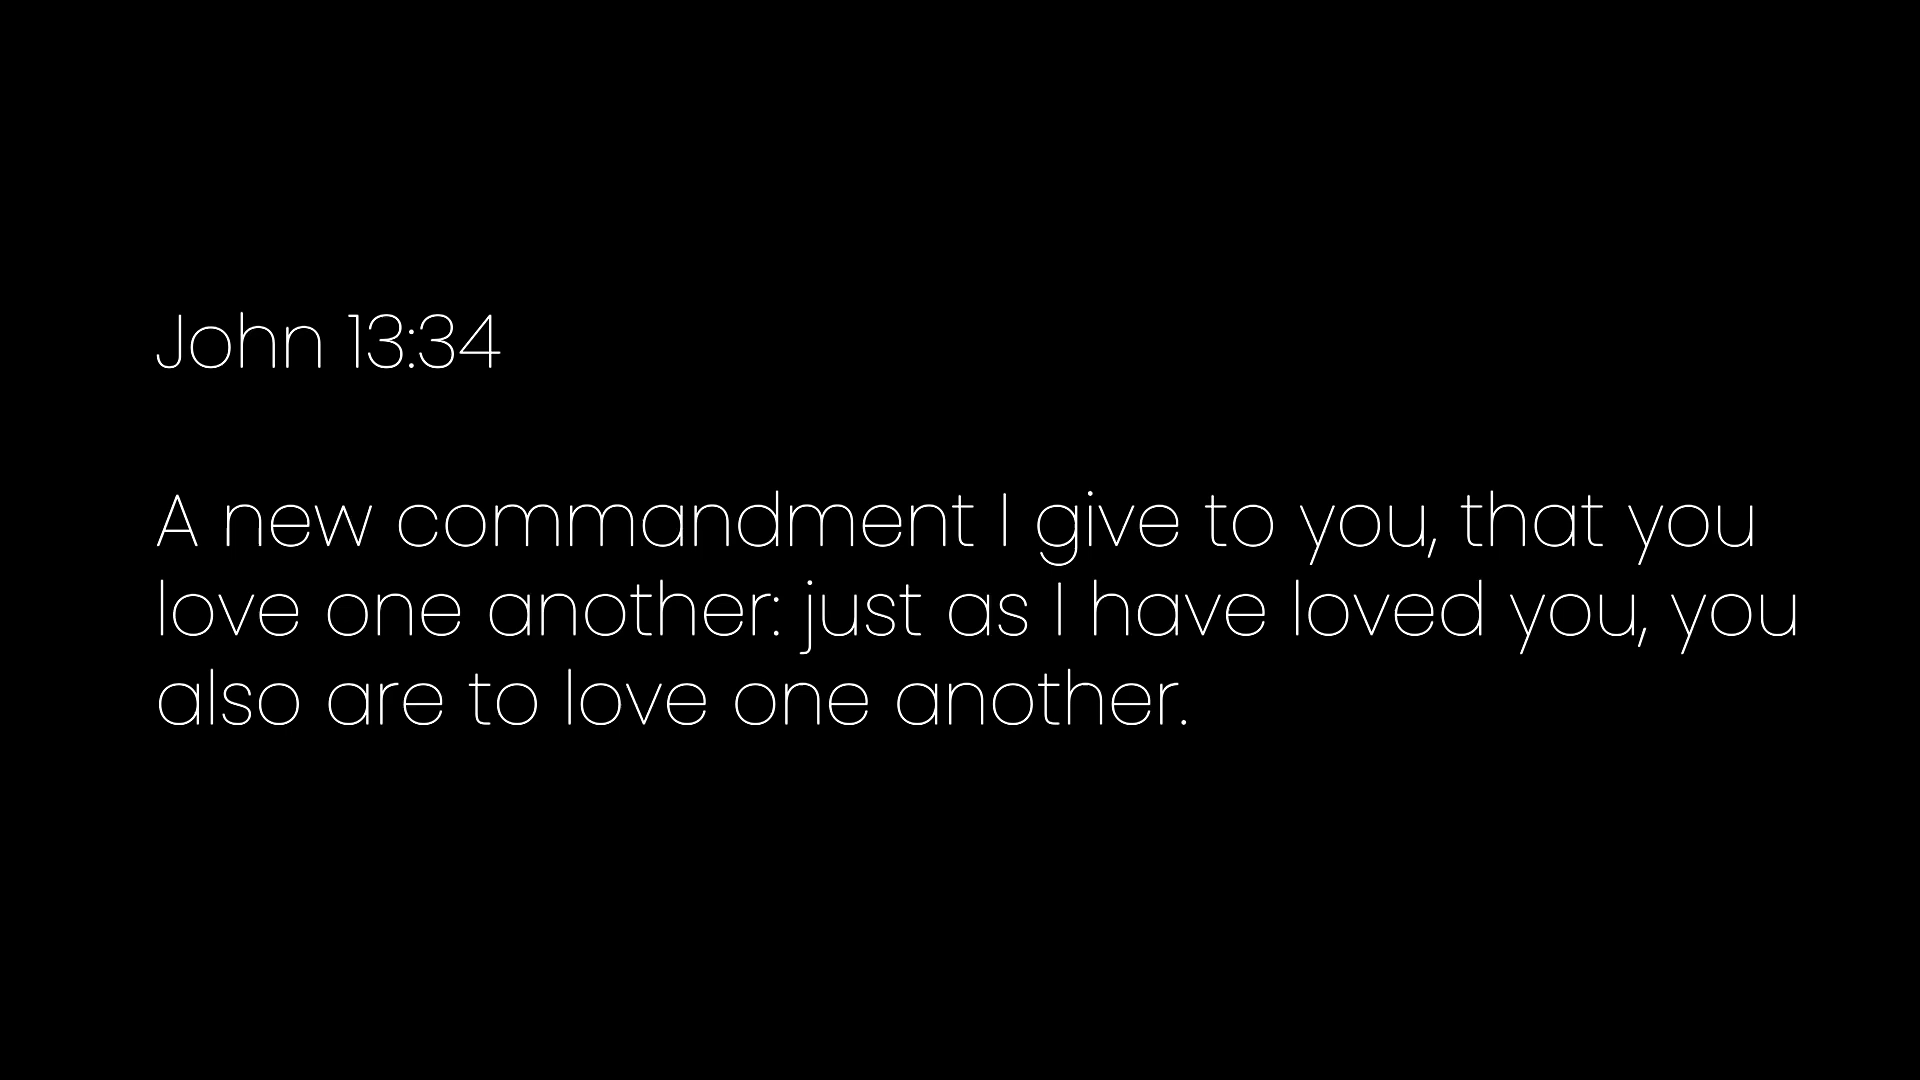 John 13:34
A new commandment I give to you, that you
love one another: just as I have loved you, you
also are to love one another.